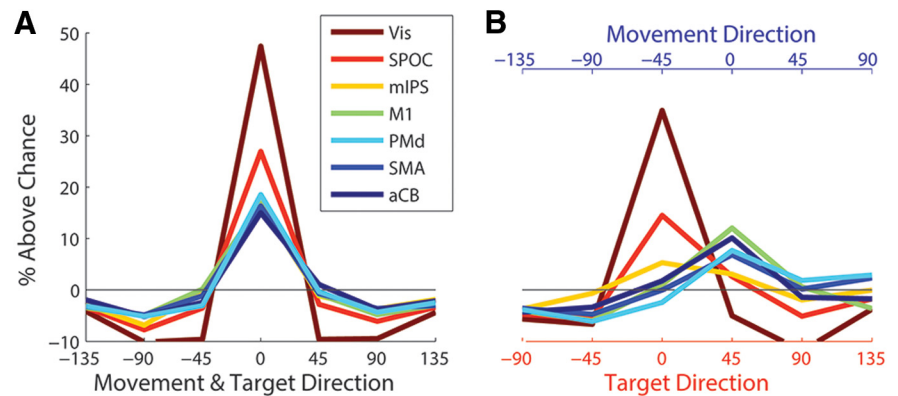 A
50
40
30
20
10
0
−10
% Above Chance
−135 −90 −45 0 45 90 135
Movement & Target Direction
Vis
SPOC
mIPS
M1
PMd
SMA
aCB
B
Movement Direction
−135 −90 −45 0 45 90
−90 −45 0 45 90 135
Target Direction